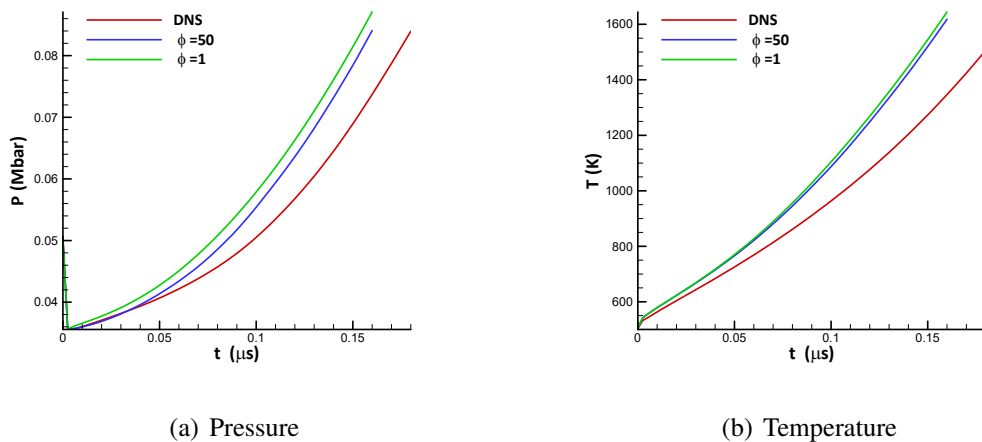 DNS
ϕ =50
ϕ =1
P (Mbar)
0.08
0.07
0.06
0.05
0.04
0
0.05
0.1
0.15
t (μs)
(a) Pressure
DNS
ϕ =50
ϕ =1
T (K)
1600
1400
1200
1000
800
600
0
0.05
0.1
0.15
t (μs)
(b) Temperature